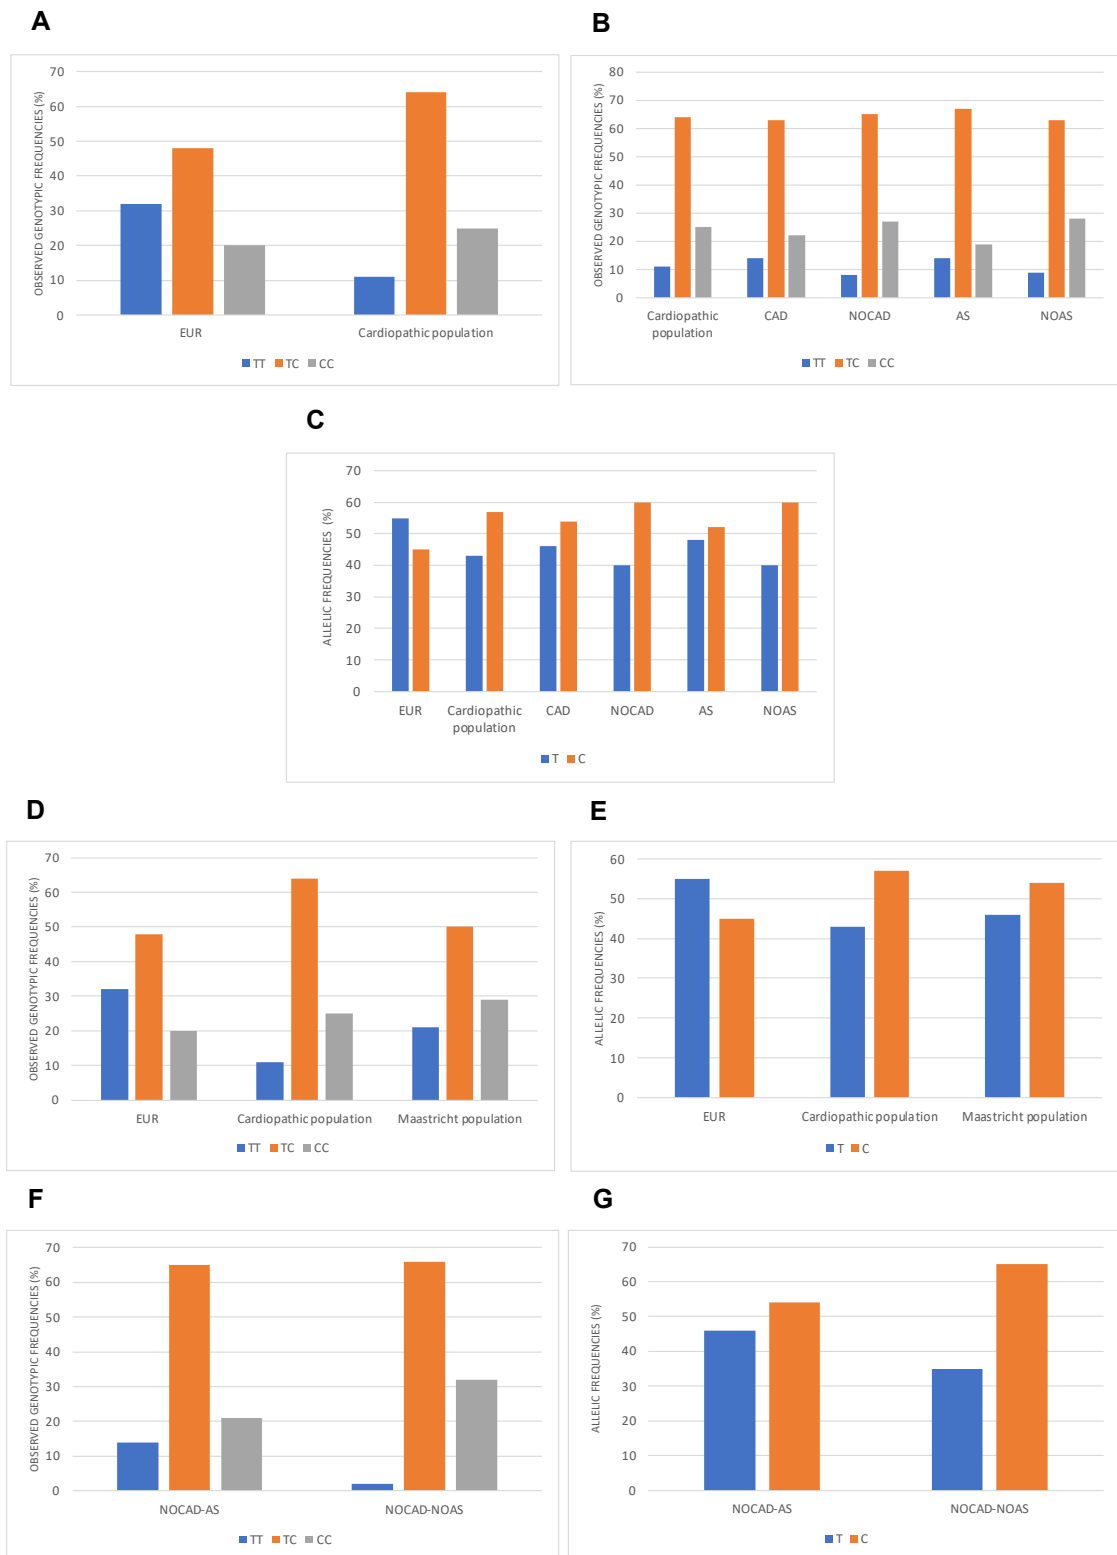 A
OBSERVED GENOTYPIC FREQUENCIES (%)
70
60
50
40
30
20
10
0
EUR
Cardiopathic population
TT TC CC
B
OBSERVED GENOTYPIC FREQUENCIES (%)
80
70
60
50
40
30
20
10
0
Cardiopathic
population
CAD
NOCAD
AS
NOAS
TT TC CC
C
ALLELIC FREQUENCIES (%)
70
60
50
40
30
20
10
0
EUR
Cardiopathic
population
CAD
NOCAD
AS
NOAS
T C
D
OBSERVED GENOTYPIC FREQUENCIES (%)
70
60
50
40
30
20
10
0
EUR
Cardiopathic population
Maastricht population
TT TC CC
E
ALLELIC FREQUENCIES (%)
60
50
40
30
20
10
0
EUR
Cardiopathic population
Maastricht population
T C
F
OBSERVED GENOTYPIC FREQUENCIES (%)
70
60
50
40
30
20
10
0
NOCAD-AS
NOCAD-NOAS
TT TC CC
G
ALLELIC FREQUENCIES (%)
70
60
50
40
30
20
10
0
NOCAD-AS
NOCAD-NOAS
T C